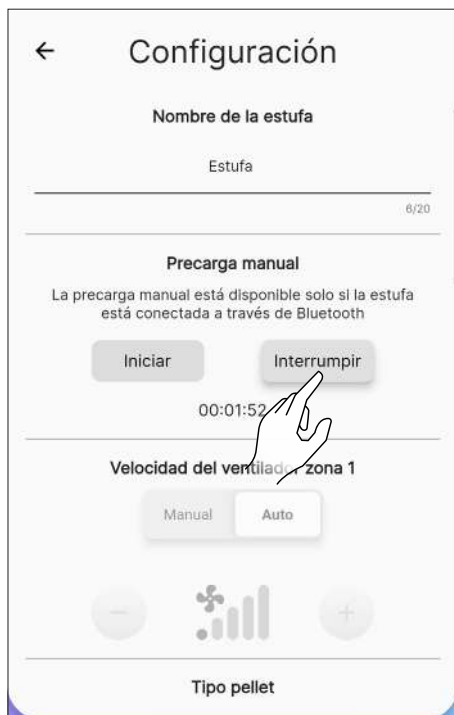 Configuración
Nombre de la estufa
Estufa
6/20
Precarga manual
La precarga manual está disponible solo si la estufa
está conectada a través de Bluetooth
Iniciar
Interrumpir
00:01:52
Velocidad del ventilador zona 1
Manual
Auto
Tipo pellet